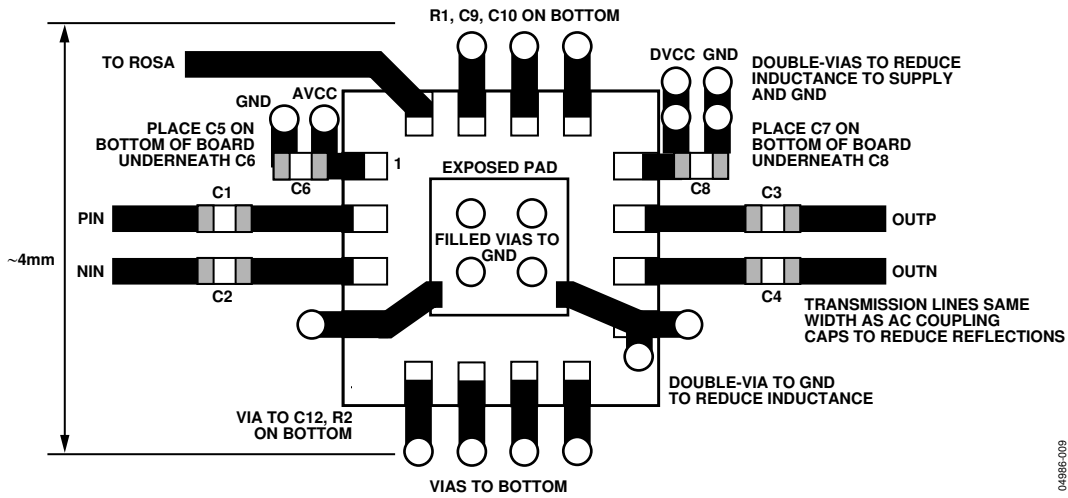 R1, C9, C10 ON BOTTOM
TO ROSA
DVCC GND
DOUBLE-VIAS TO REDUCE
INDUCTANCE TO SUPPLY
AND GND
GND
AVCC
PLACE C5 ON
BOTTOM OF BOARD
UNDERNEATH C6
PLACE C7 ON
BOTTOM OF BOARD
UNDERNEATH C8
1
EXPOSED PAD
C6
C8
C1
C3
PIN
OUTP
FILLED VIAS TO
GND
~4mm
NIN
OUTN
C2
C4
TRANSMISSION LINES SAME
WIDTH AS AC COUPLING
CAPS TO REDUCE REFLECTIONS
DOUBLE-VIA TO GND
TO REDUCE INDUCTANCE
VIA TO C12, R2
ON BOTTOM
VIAS TO BOTTOM
04986-009